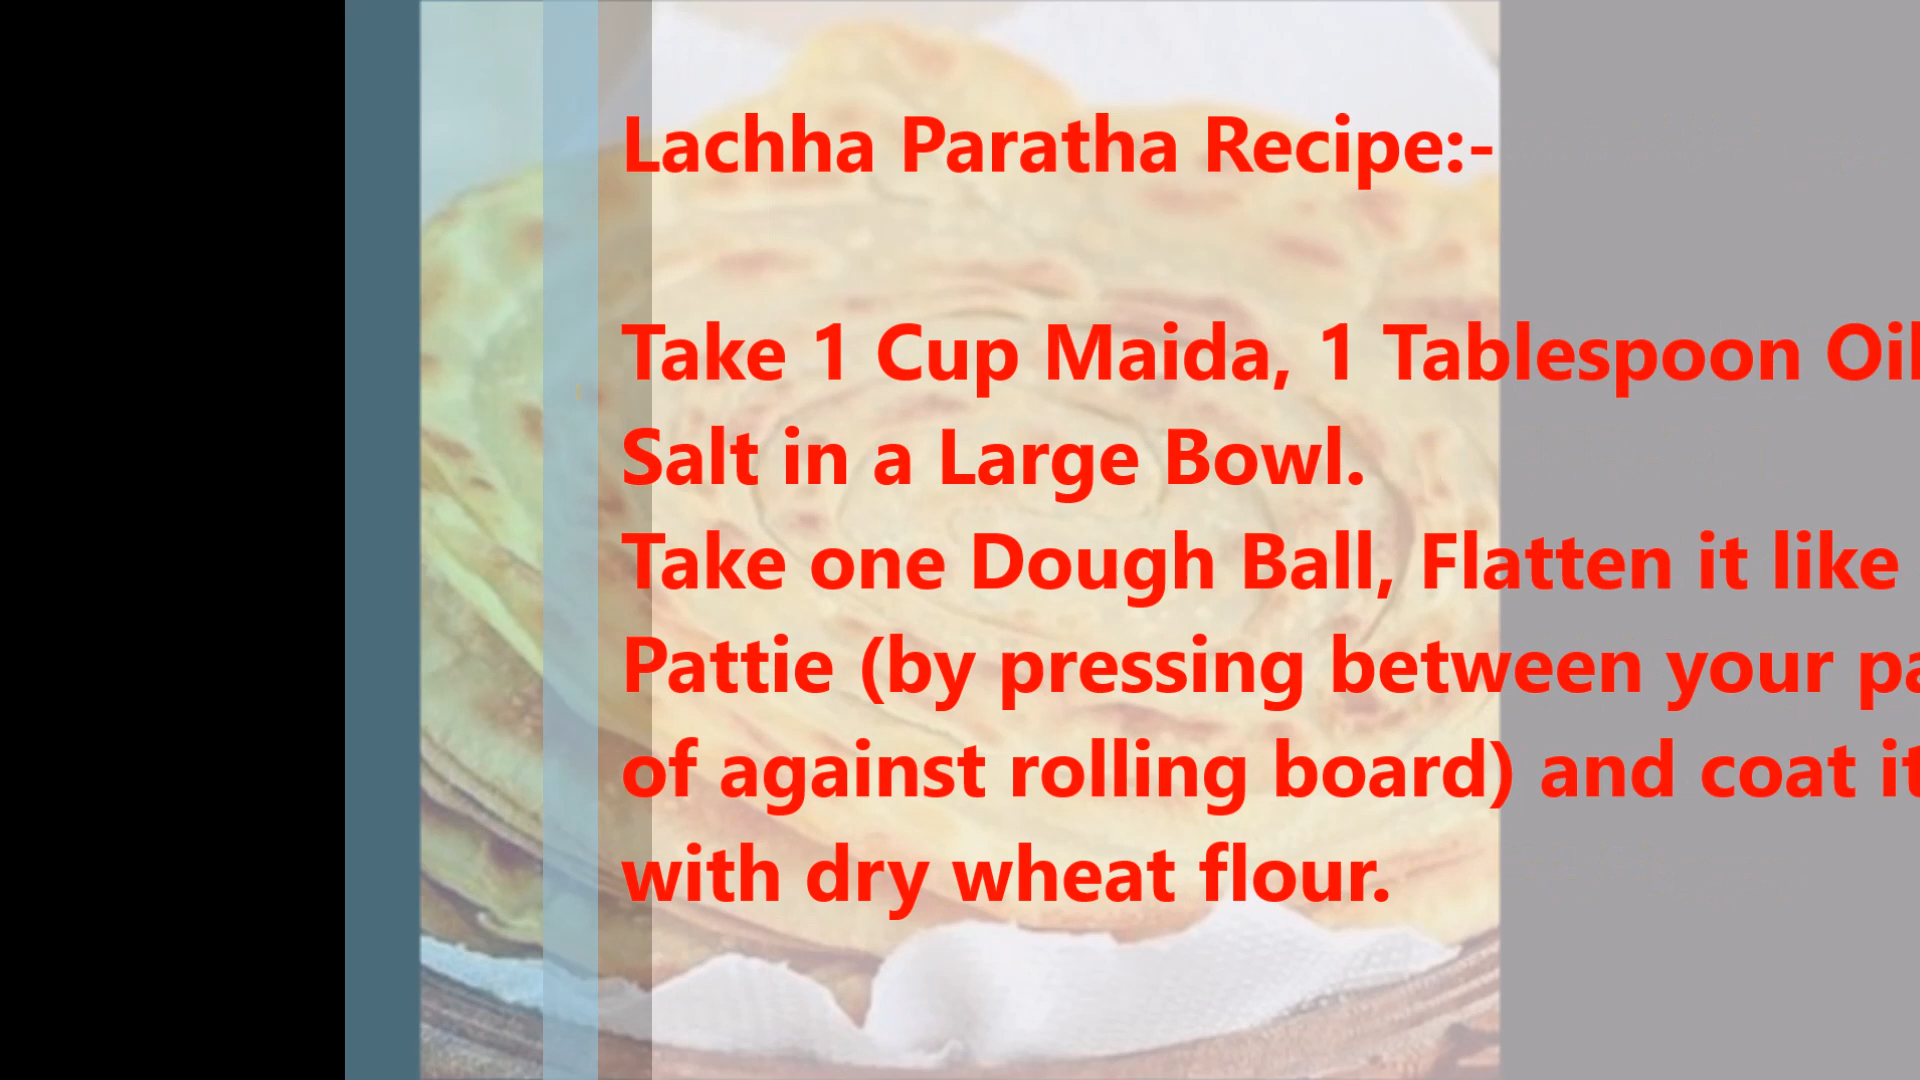 Lachha Paratha Recipe:-
Take 1 Cup Maida, 1 Tablespoon Oil
Salt in a Large Bowl.
Take one Dough Ball, Flatten it like
Pattie (by pressing between your
of against rolling board) and coat it
with dry wheat flour.